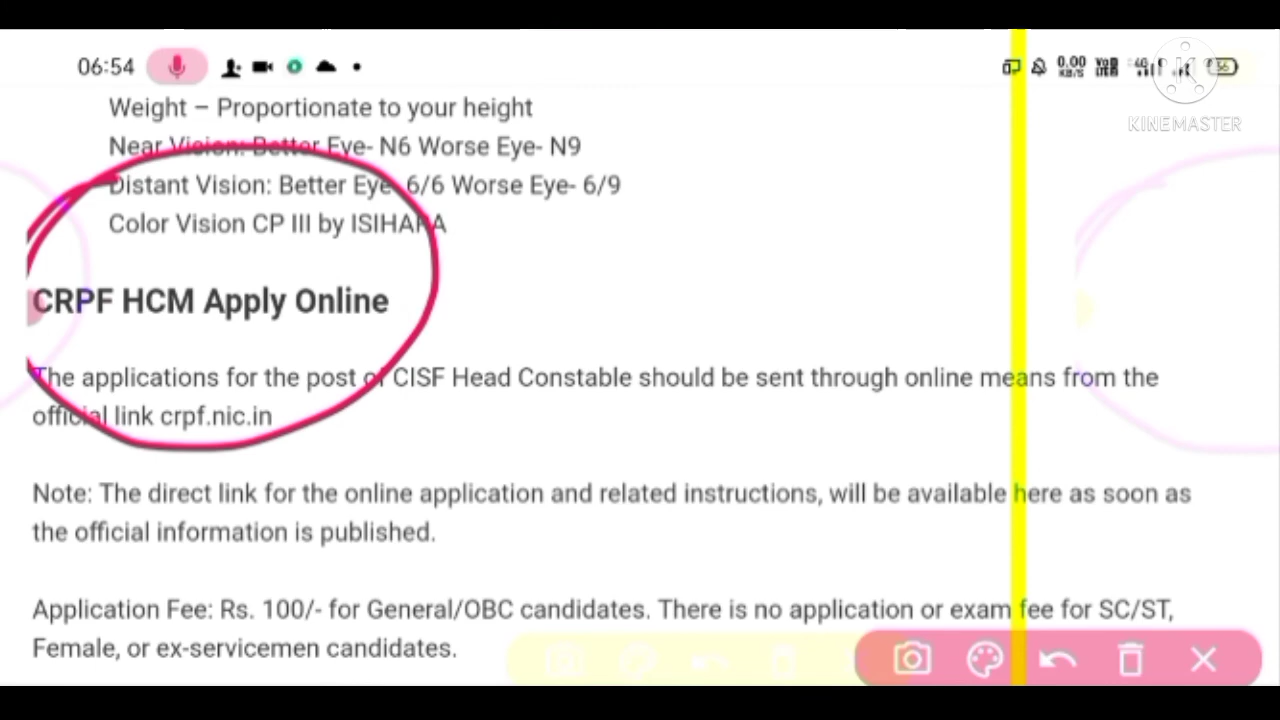 06:54
0.00 KB/S
4G
56
KINEMASTER
Weight – Proportionate to your height
Near Vision: Better Eye- N6 Worse Eye- N9
Distant Vision: Better Eye- 6/6 Worse Eye- 6/9
Color Vision CP III by ISIHARA
CRPF HCM Apply Online
The applications for the post of CISF Head Constable should be sent through online means from the
official link crpf.nic.in
Note: The direct link for the online application and related instructions, will be available here as soon as
the official information is published.
Application Fee: Rs. 100/- for General/OBC candidates. There is no application or exam fee for SC/ST,
Female, or ex-servicemen candidates.